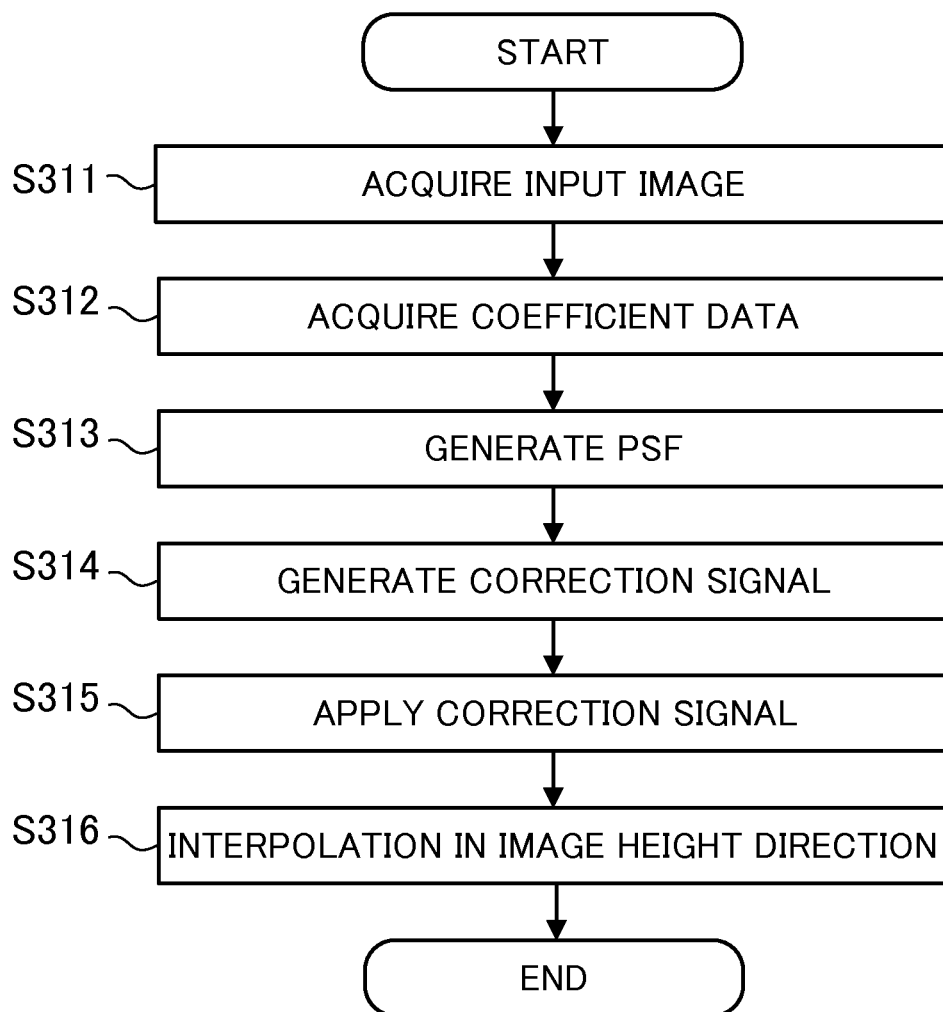 START
S311 ACQUIRE INPUT IMAGE
S312 ACQUIRE COEFFICIENT DATA
S313 GENERATE PSF
S314 GENERATE CORRECTION SIGNAL
S315 APPLY CORRECTION SIGNAL
S316 INTERPOLATION IN IMAGE HEIGHT DIRECTION
END